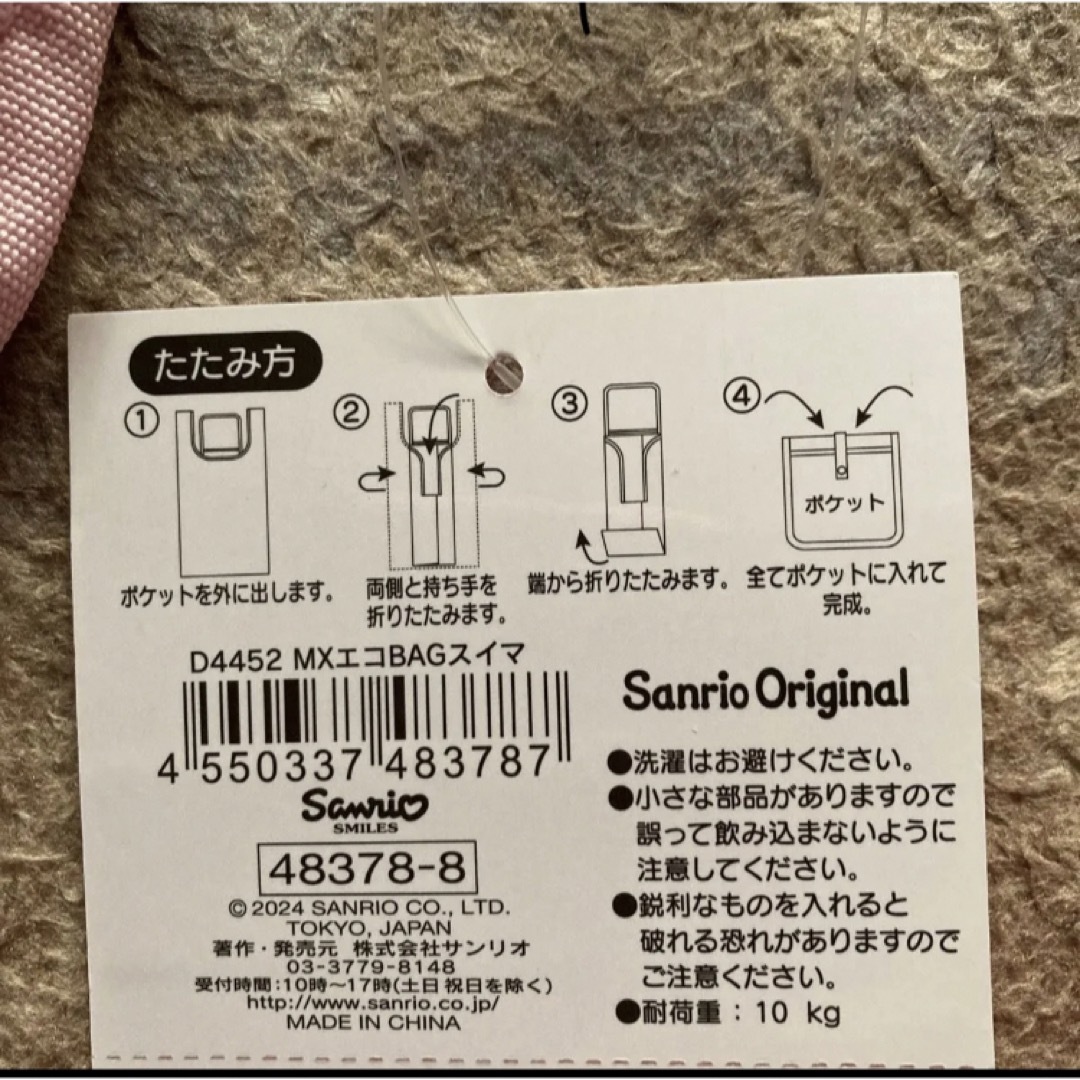 たたみ方
①
②
③
④
ポケット
ポケットを外に出します。
両側と持ち手を
折りたたみます。
端から折りたたみます。
全てポケットに入れて
完成。
D4452 MXエコBAGスイマ
4 550337 483787
Sanrio
SMILES
48378-8
© 2024 SANRIO CO., LTD.
TOKYO, JAPAN
著作・発売元 株式会社サンリオ
03-3779-8148
受付時間:10時～17時(土日祝日を除く)
http://www.sanrio.co.jp/
MADE IN CHINA
Sanrio Original
●洗濯はお避けください。
●小さな部品がありますので
誤って飲み込まないように
注意してください。
●鋭利なものを入れると
破れる恐れがありますので
ご注意ください。
●耐荷重：10 kg